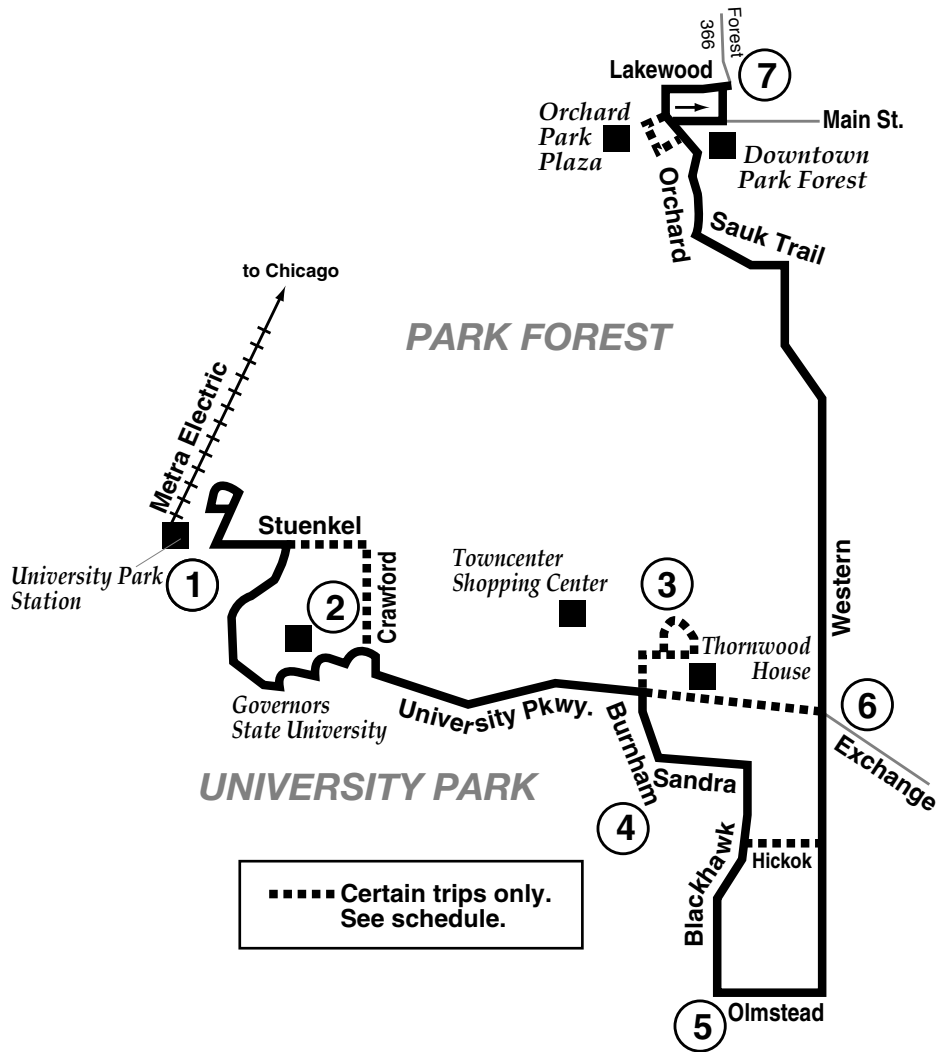 Forest
366
Lakewood
7
Main St.
Orchard
Park
Plaza
Downtown
Park Forest
Orchard
Sauk Trail
to Chicago
PARK FOREST
Metra Electric
Stuenkel
University Park
Station
1
2
Crawford
Towncenter
Shopping Center
3
Thornwood
House
Western
Governors
State University
University Pkwy.
6
Burnham
Exchange
UNIVERSITY PARK
Sandra
4
Blackhawk
Hickok
Certain trips only.
See schedule.
5
Olmstead